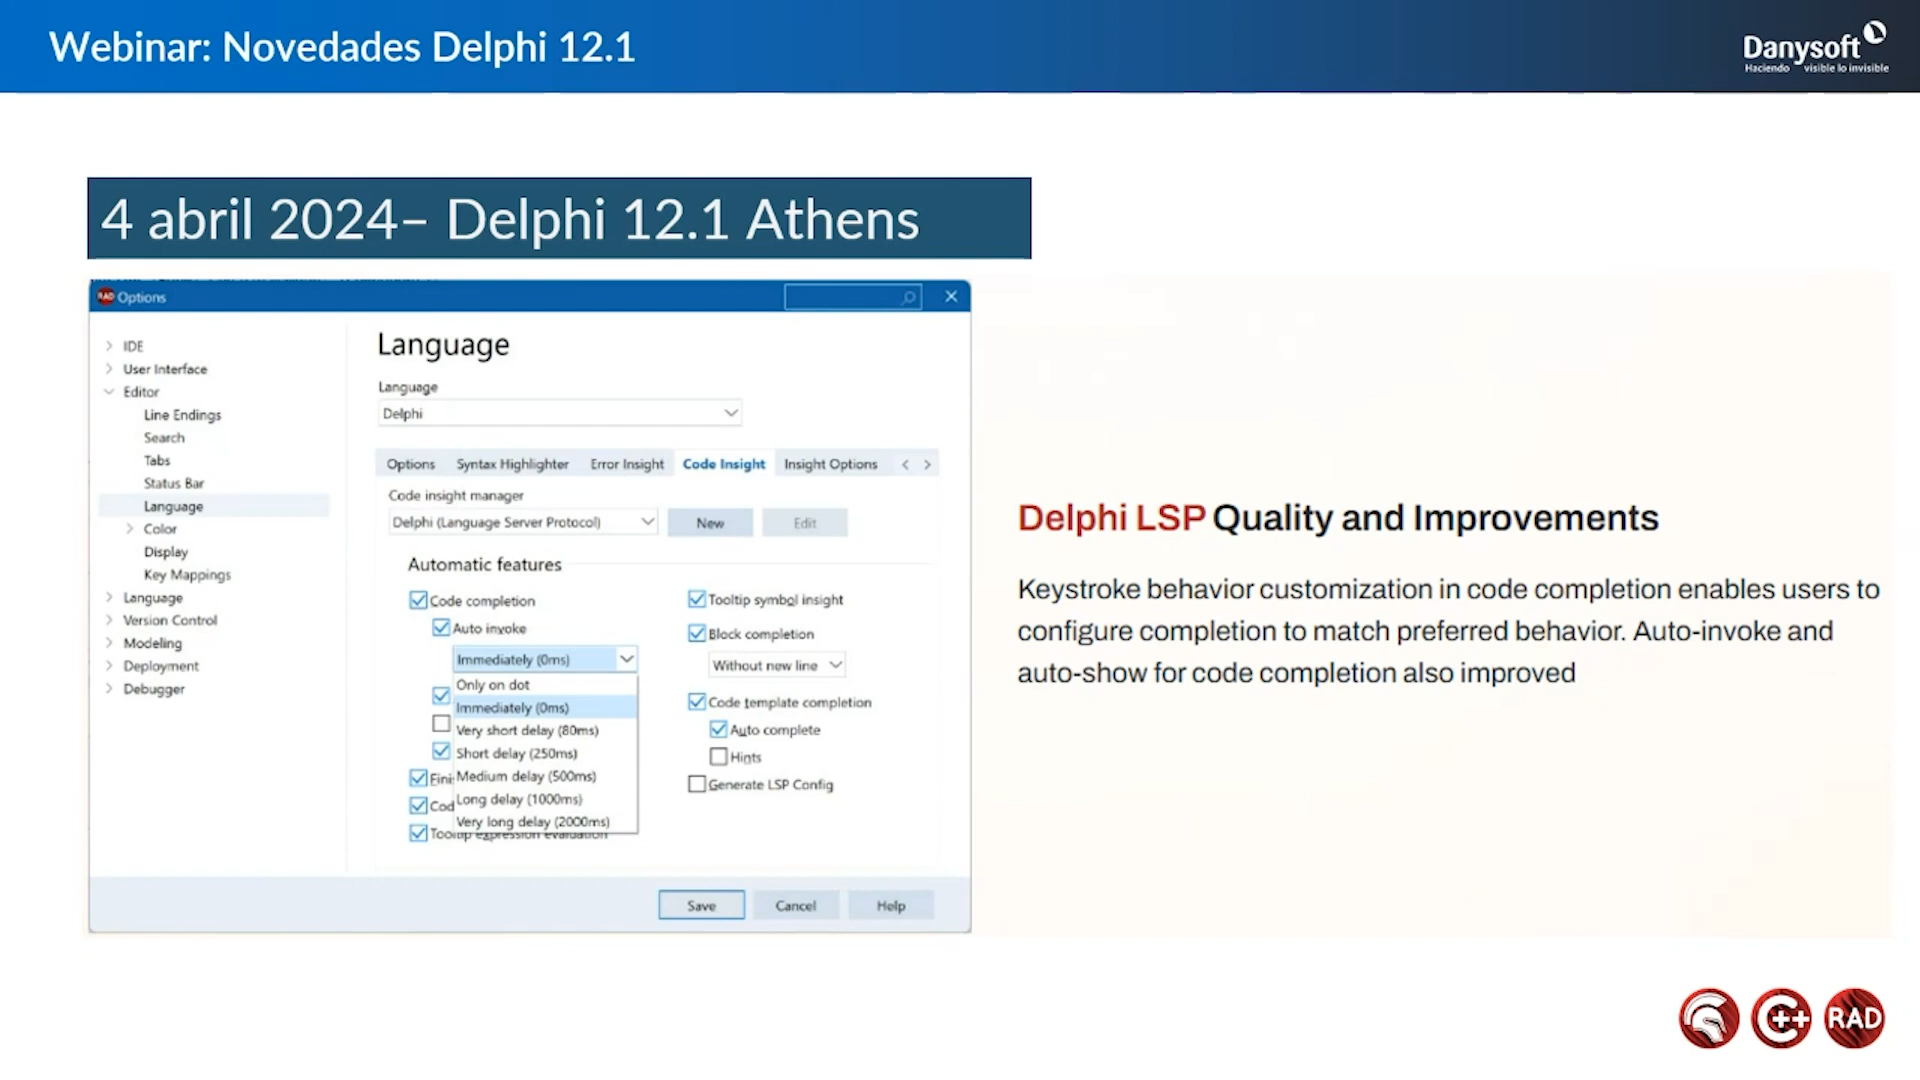 Webinar: Novedades Delphi 12.1
Danysoft
Haciendo visible lo invisible
4 abril 2024– Delphi 12.1 Athens
RAD Options
IDE
User Interface
Editor
Line Endings
Search
Tabs
Status Bar
Language
Color
Display
Key Mappings
Language
Version Control
Modeling
Deployment
Debugger
Language
Language
Delphi
Options Syntax Highlighter Error Insight Code Insight Insight Options
Code insight manager
Delphi (Language Server Protocol) New Edit
Automatic features
Code completion
Auto invoke
Immediately (0ms)
Only on dot
Immediately (0ms)
Very short delay (80ms)
Short delay (250ms)
Medium delay (500ms)
Long delay (1000ms)
Very long delay (2000ms)
Tooltip expression evaluation
Tooltip symbol insight
Block completion
Without new line
Code template completion
Auto complete
Hints
Generate LSP Config
Save Cancel Help
Delphi LSP Quality and Improvements
Keystroke behavior customization in code completion enables users to
configure completion to match preferred behavior. Auto-invoke and
auto-show for code completion also improved
C++ RAD